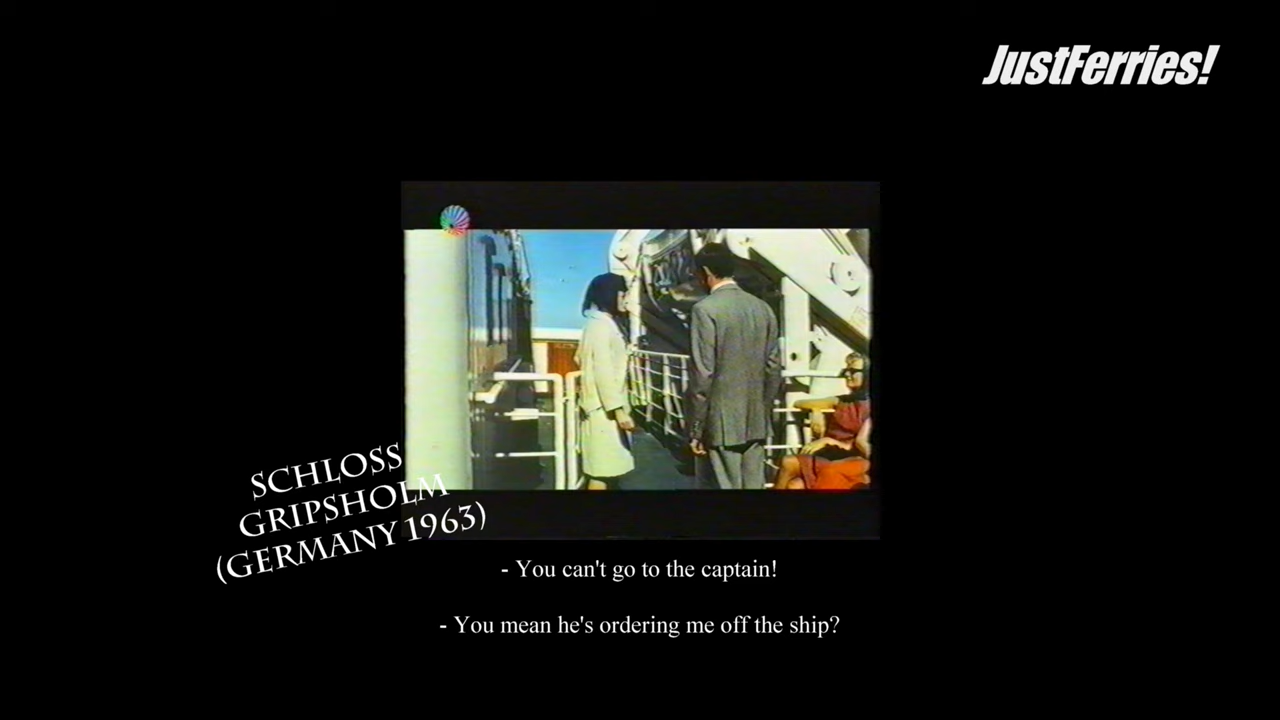 JustFerries!
SCHLOSS
GRIPSHOLM
(GERMANY 1963)
- You can't go to the captain!
- You mean he's ordering me off the ship?